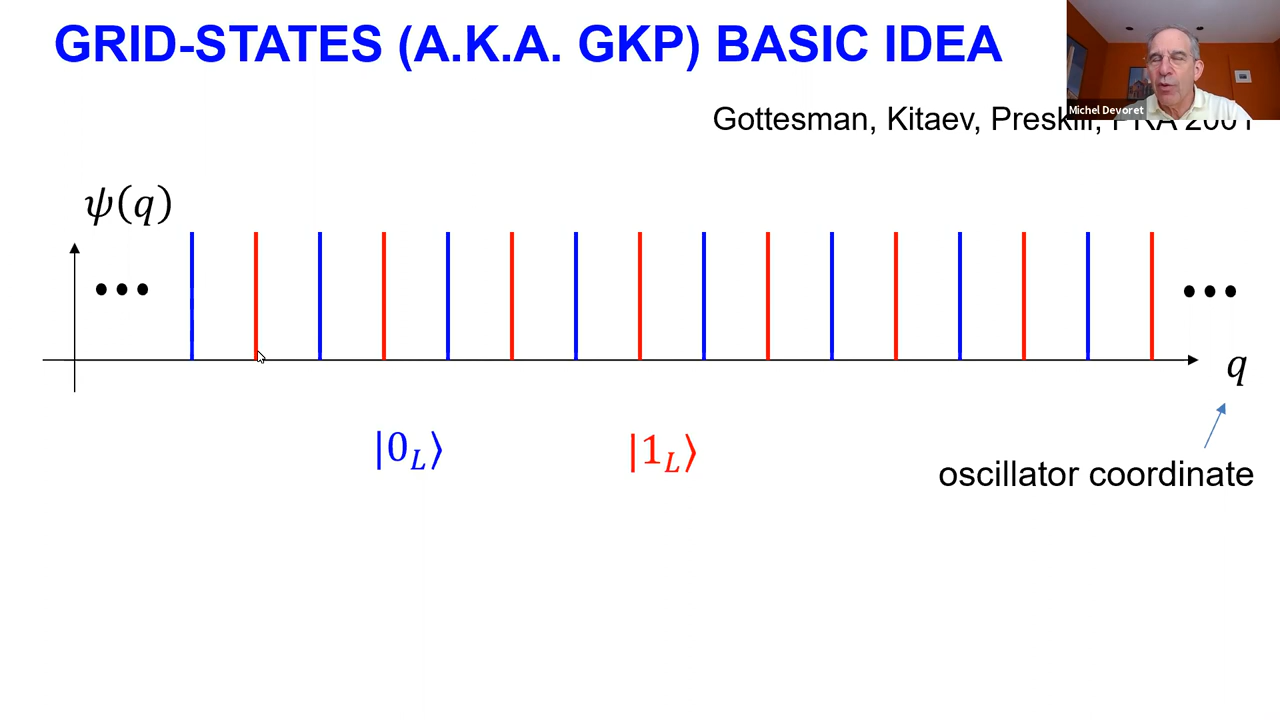 GRID-STATES (A.K.A. GKP) BASIC IDEA
Michel Devoret
Gottesman, Kitaev, Preskill, PRA 2001
ψ(q)
••• •••
q
|0_L⟩ |1_L⟩
oscillator coordinate